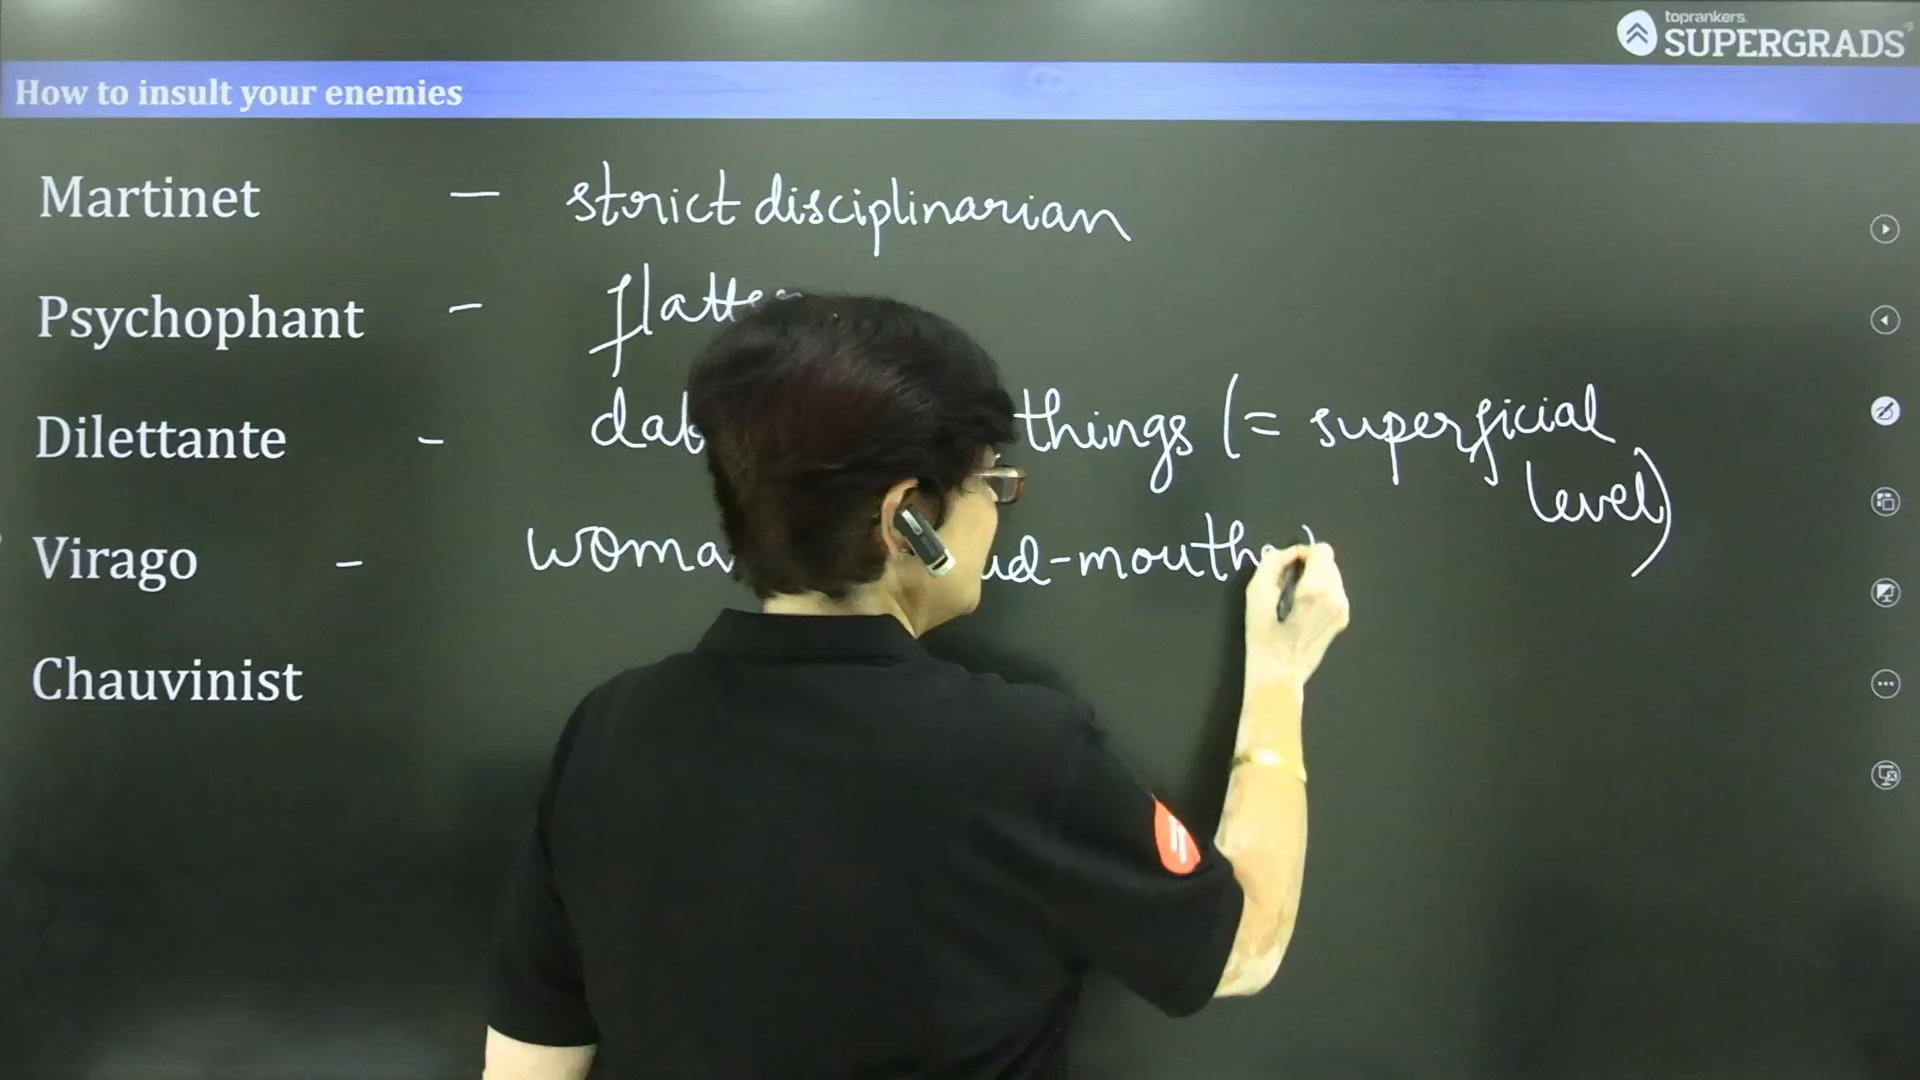 toprankers.
SUPERGRADS
How to insult your enemies
Martinet — strict disciplinarian
Psychophant -
Dilettante - things (= superficial
level)
Virago -
Chauvinist